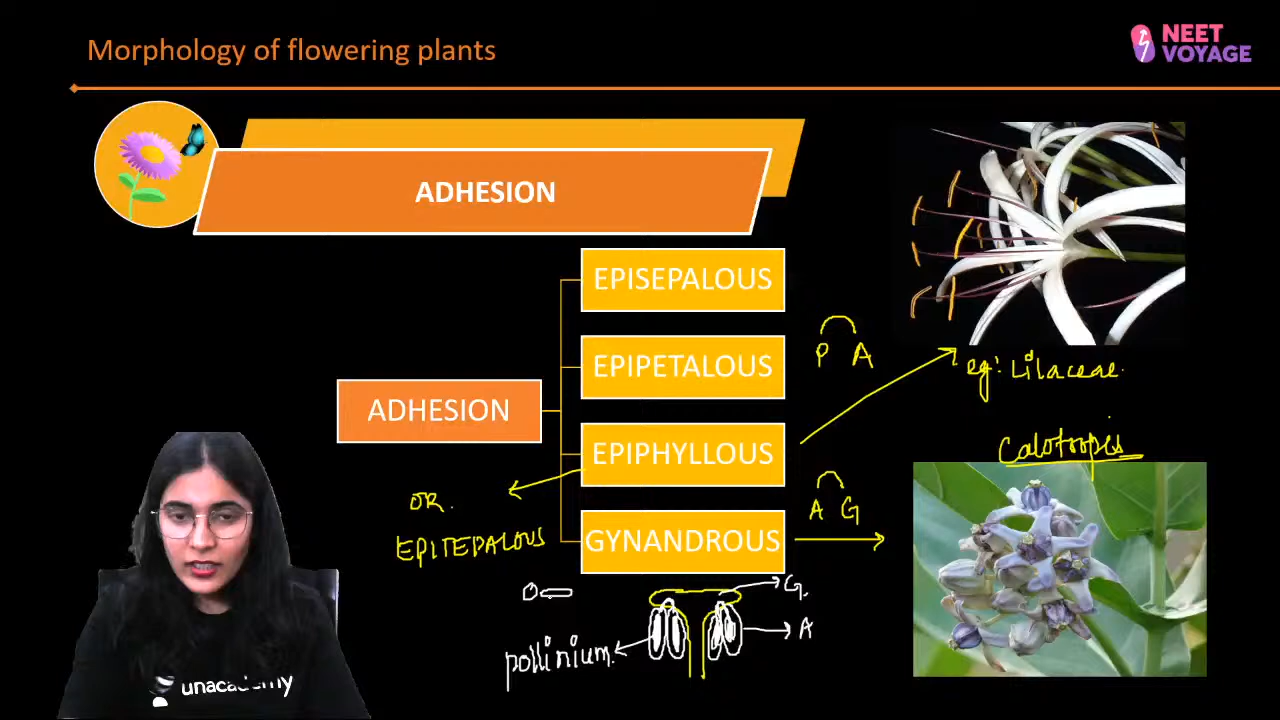 Morphology of flowering plants
NEET
VOYAGE
ADHESION
EPISEPALOUS
EPIPETALOUS
P A
eg: Lilaceae.
ADHESION
EPIPHYLLOUS
Calotropis
OR.
EPITEPALOUS
A G
GYNANDROUS
G.
A
pollinium.
unacademy